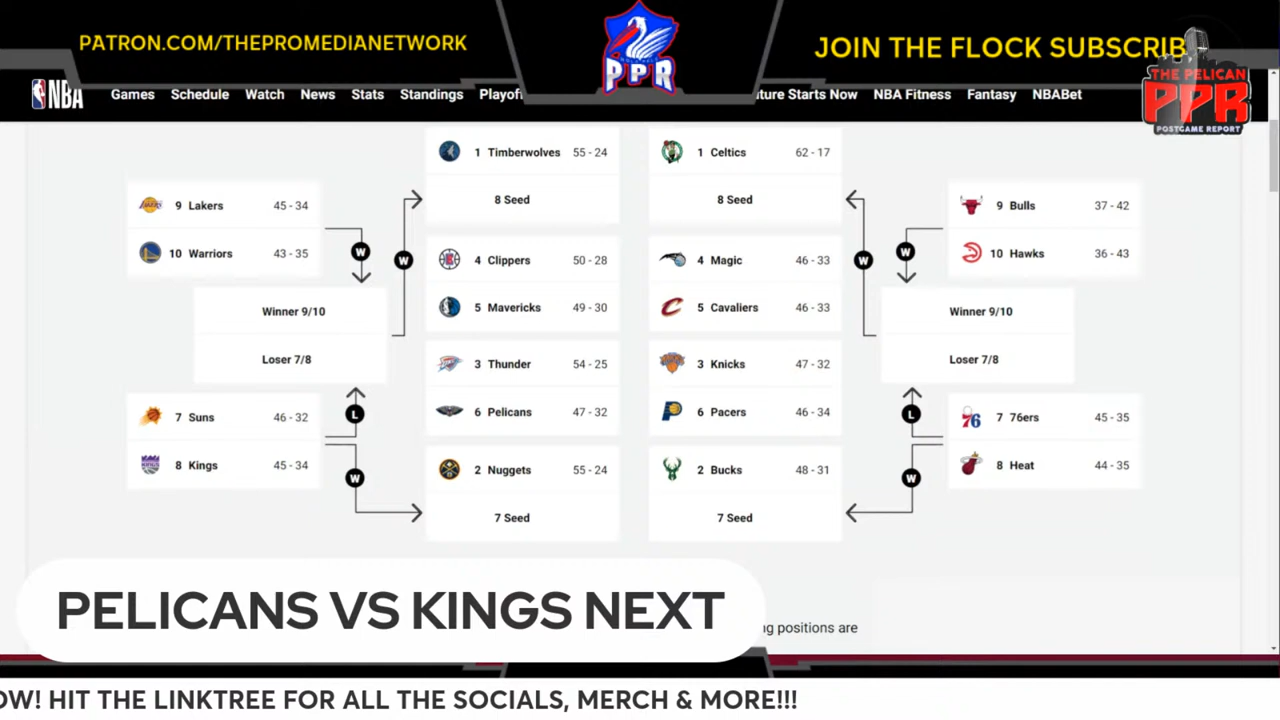 PATRON.COM/THEPROMEDIANETWORK
JOIN THE FLOCK SUBSCRIB
PPR
THE PELICAN
PPR
POSTGAME REPORT
NBA Games Schedule Watch News Stats Standings Playof
ture Starts Now NBA Fitness Fantasy NBABet
9 Lakers 45 - 34
10 Warriors 43 - 35
W
Winner 9/10
Loser 7/8
W
L
7 Suns 46 - 32
8 Kings 45 - 34
W
1 Timberwolves 55 - 24
8 Seed
4 Clippers 50 - 28
5 Mavericks 49 - 30
3 Thunder 54 - 25
6 Pelicans 47 - 32
2 Nuggets 55 - 24
7 Seed
1 Celtics 62 - 17
8 Seed
4 Magic 46 - 33
5 Cavaliers 46 - 33
3 Knicks 47 - 32
6 Pacers 46 - 34
2 Bucks 48 - 31
7 Seed
9 Bulls 37 - 42
10 Hawks 36 - 43
W
W
Winner 9/10
Loser 7/8
L
7 76ers 45 - 35
8 Heat 44 - 35
W
PELICANS VS KINGS NEXT
ng positions are
OW! HIT THE LINKTREE FOR ALL THE SOCIALS, MERCH & MORE!!!